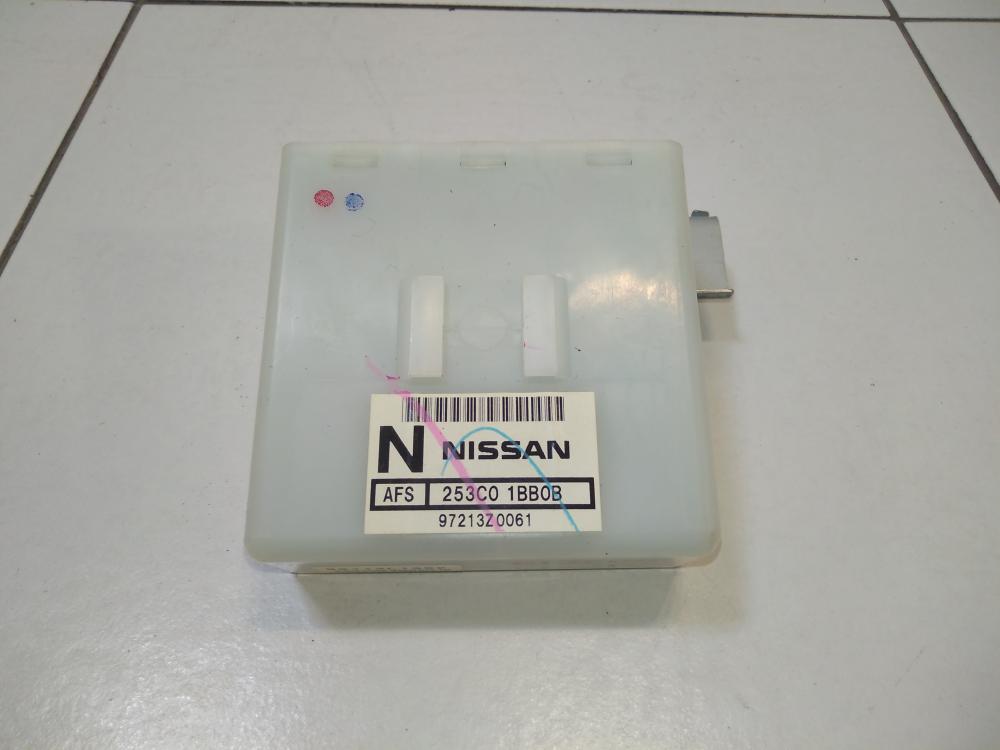 N NISSAN
AFS 253C0 1BB0B
97213Z0061